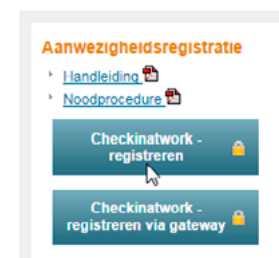 Aanwezigheidsregistratie
Handleiding
Noodprocedure
Checkinatwork -
registreren
Checkinatwork -
registreren via gateway